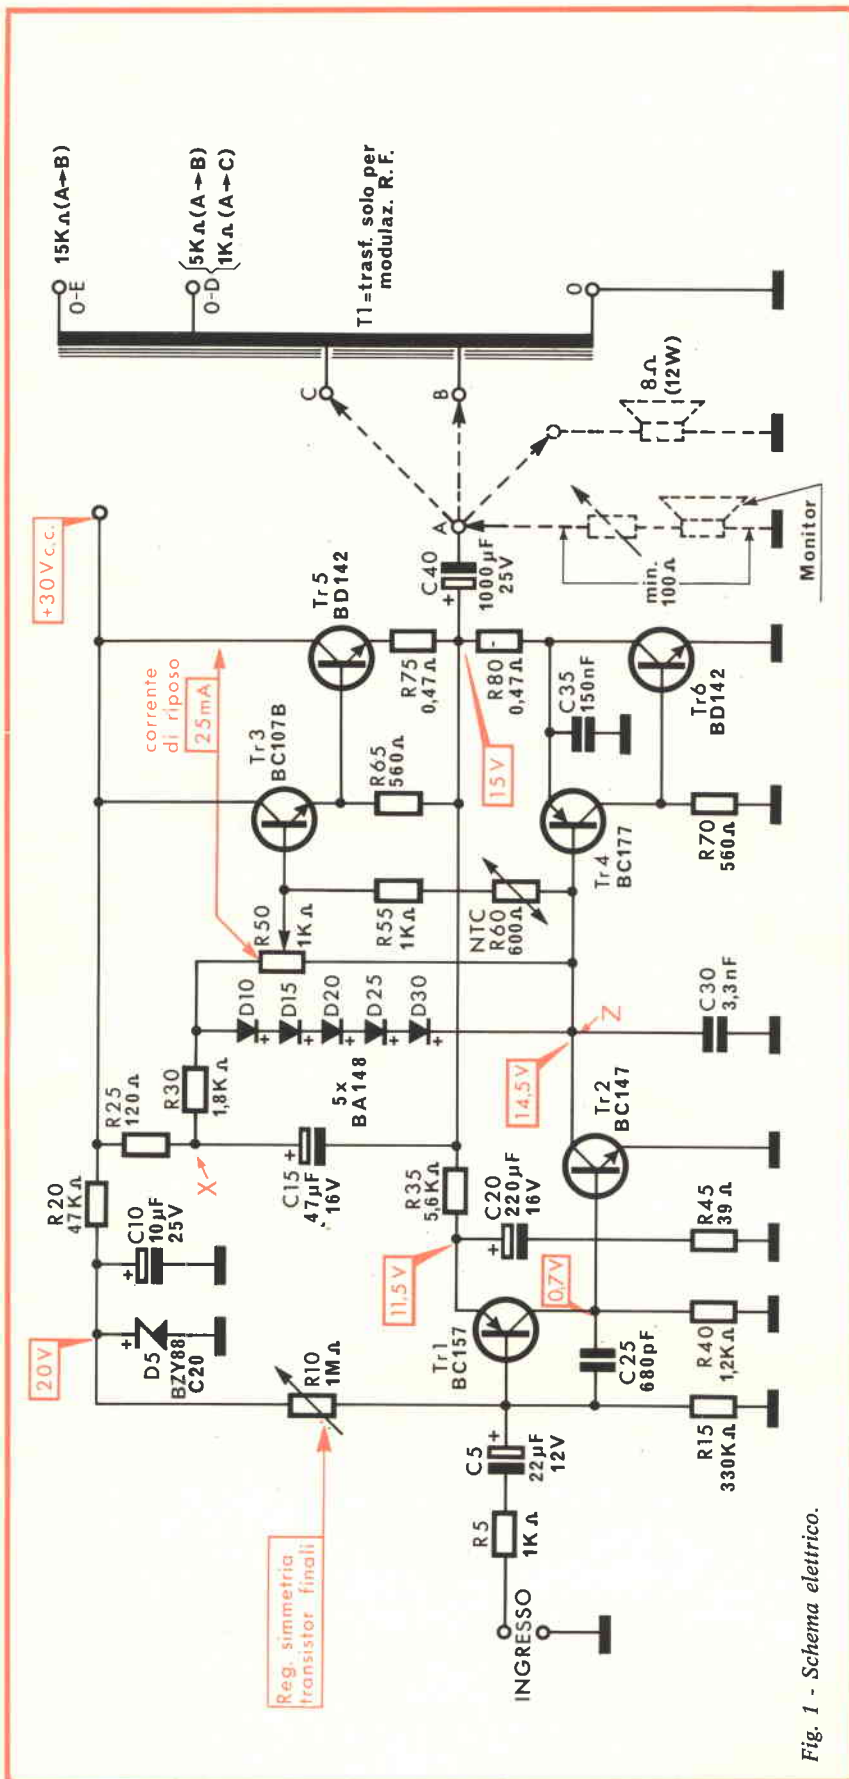 +30V c.c.
15KΩ(A→B)
0-E
5KΩ(A→B)
1KΩ(A→C)
0-D
T1=trasf. solo per
modulaz. R.F.
O
C
B
A
8Ω
(12W)
min.
100Ω
Monitor
C40
1000µF
25V
+
Tr5
BD142
R75
0,47Ω
R80
0,47Ω
15V
C35
150nF
Tr6
BD142
corrente
di riposo
25mA
Tr3
BC107B
R65
560Ω
Tr4
BC177
R70
560Ω
R50
1KΩ
R55
1KΩ
NTC
R60
600Ω
D10
D15
D20
D25
D30
+
+
+
+
+
5x
BA148
Z
C30
3,3nF
R25
120Ω
R30
1,8KΩ
X
C15
47µF
16V
+
14,5V
Tr2
BC147
R20
47KΩ
C10
10µF
25V
+
R35
5,6KΩ
C20
220µF
16V
+
R45
39Ω
11,5V
0,7V
20V
+
D5
BZY88
C20
R10
1MΩ
Tr1
BC157
C25
680pF
R40
1,2KΩ
R15
330KΩ
C5
22µF
12V
+
R5
1KΩ
INGRESSO
Reg. simmetria
transistor finali
Fig. 1 - Schema elettrico.